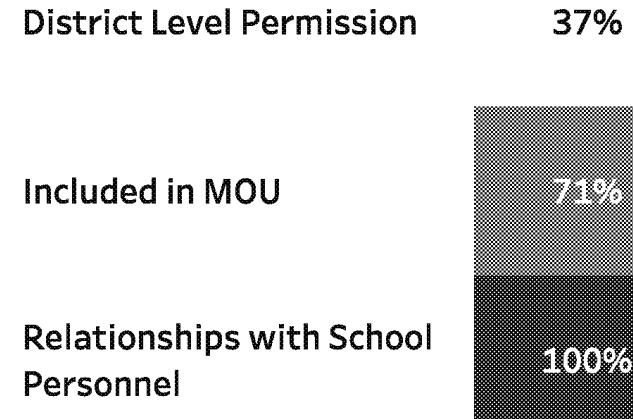 District Level Permission 37%
Included in MOU 71%
Relationships with School
Personnel 100%